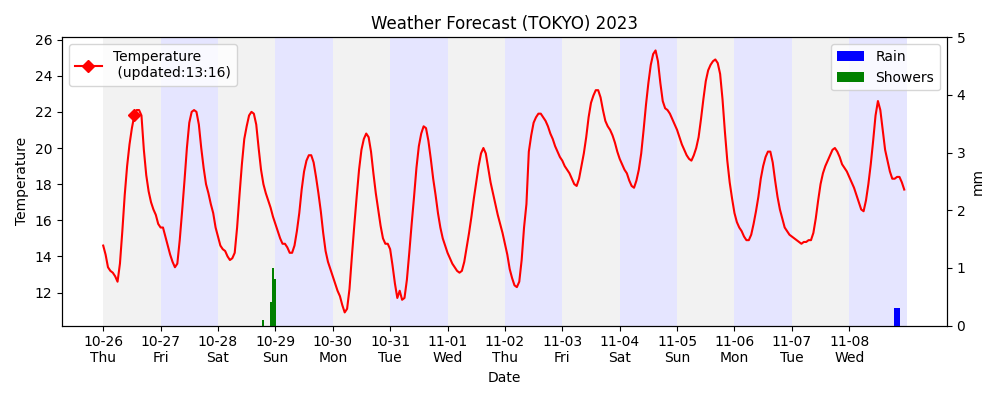 Weather Forecast (TOKYO) 2023
Temperature
(updated:13:16)
Rain
Showers
26
24
22
20
18
16
14
12
Temperature
5
4
3
2
1
0
mm
10-26 10-27 10-28 10-29 10-30 10-31 11-01 11-02 11-03 11-04 11-05 11-06 11-07 11-08
Thu Fri Sat Sun Mon Tue Wed Thu Fri Sat Sun Mon Tue Wed
Date